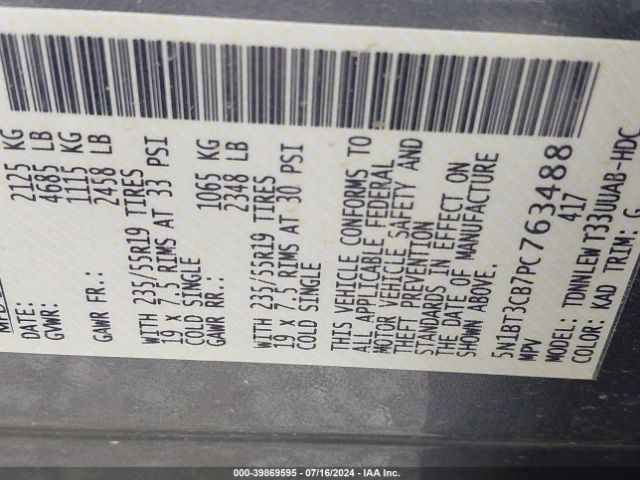 DATE:
GVWR: 2125 KG
4685 LB
GAWR FR.: 1115 KG
2458 LB
WITH 235/55R19 TIRES
19 x 7.5 RIMS AT 33 PSI
COLD SINGLE
GAWR RR.: 1065 KG
2348 LB
WITH 235/55R19 TIRES
19 x 7.5 RIMS AT 30 PSI
COLD SINGLE
THIS VEHICLE CONFORMS TO
ALL APPLICABLE FEDERAL
MOTOR VEHICLE SAFETY AND
THEFT PREVENTION
STANDARDS IN EFFECT ON
THE DATE OF MANUFACTURE
SHOWN ABOVE.
5N1BT3CB7PC763488
MPV 417
MODEL: TDNNLEW T33UUAB-HDC
COLOR: KAD TRIM: G
000-39869595 - 07/16/2024 - IAA Inc.